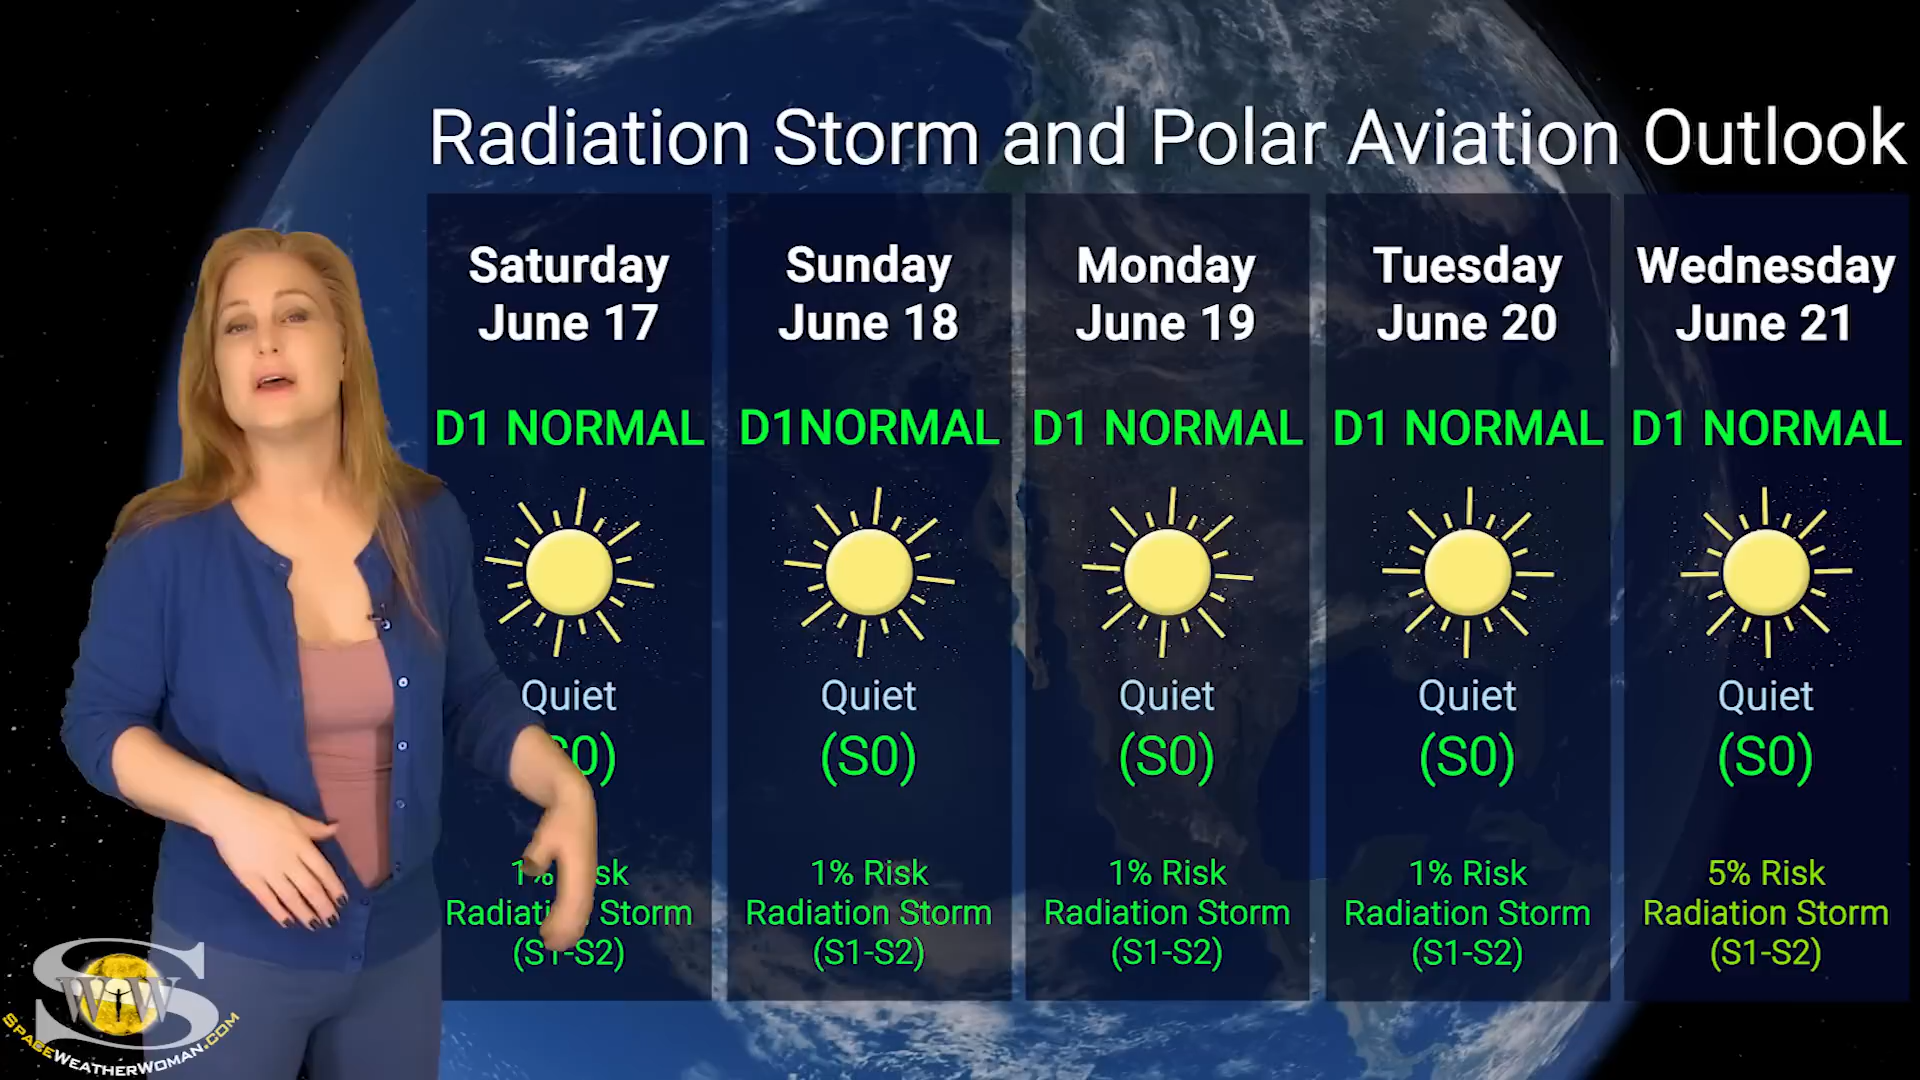 Radiation Storm and Polar Aviation Outlook
Saturday
June 17
D1 NORMAL
Quiet
Storm
(S1-S2)
Sunday
June 18
D1NORMAL
Quiet
(S0)
1% Risk
Radiation Storm
(S1-S2)
Monday
June 19
D1 NORMAL
Quiet
(S0)
1% Risk
Radiation Storm
(S1-S2)
Tuesday
June 20
D1 NORMAL
Quiet
(S0)
1% Risk
Radiation Storm
(S1-S2)
Wednesday
June 21
D1 NORMAL
Quiet
(S0)
5% Risk
Radiation Storm
(S1-S2)
SWW
SPACEWEATHERWOMAN.COM